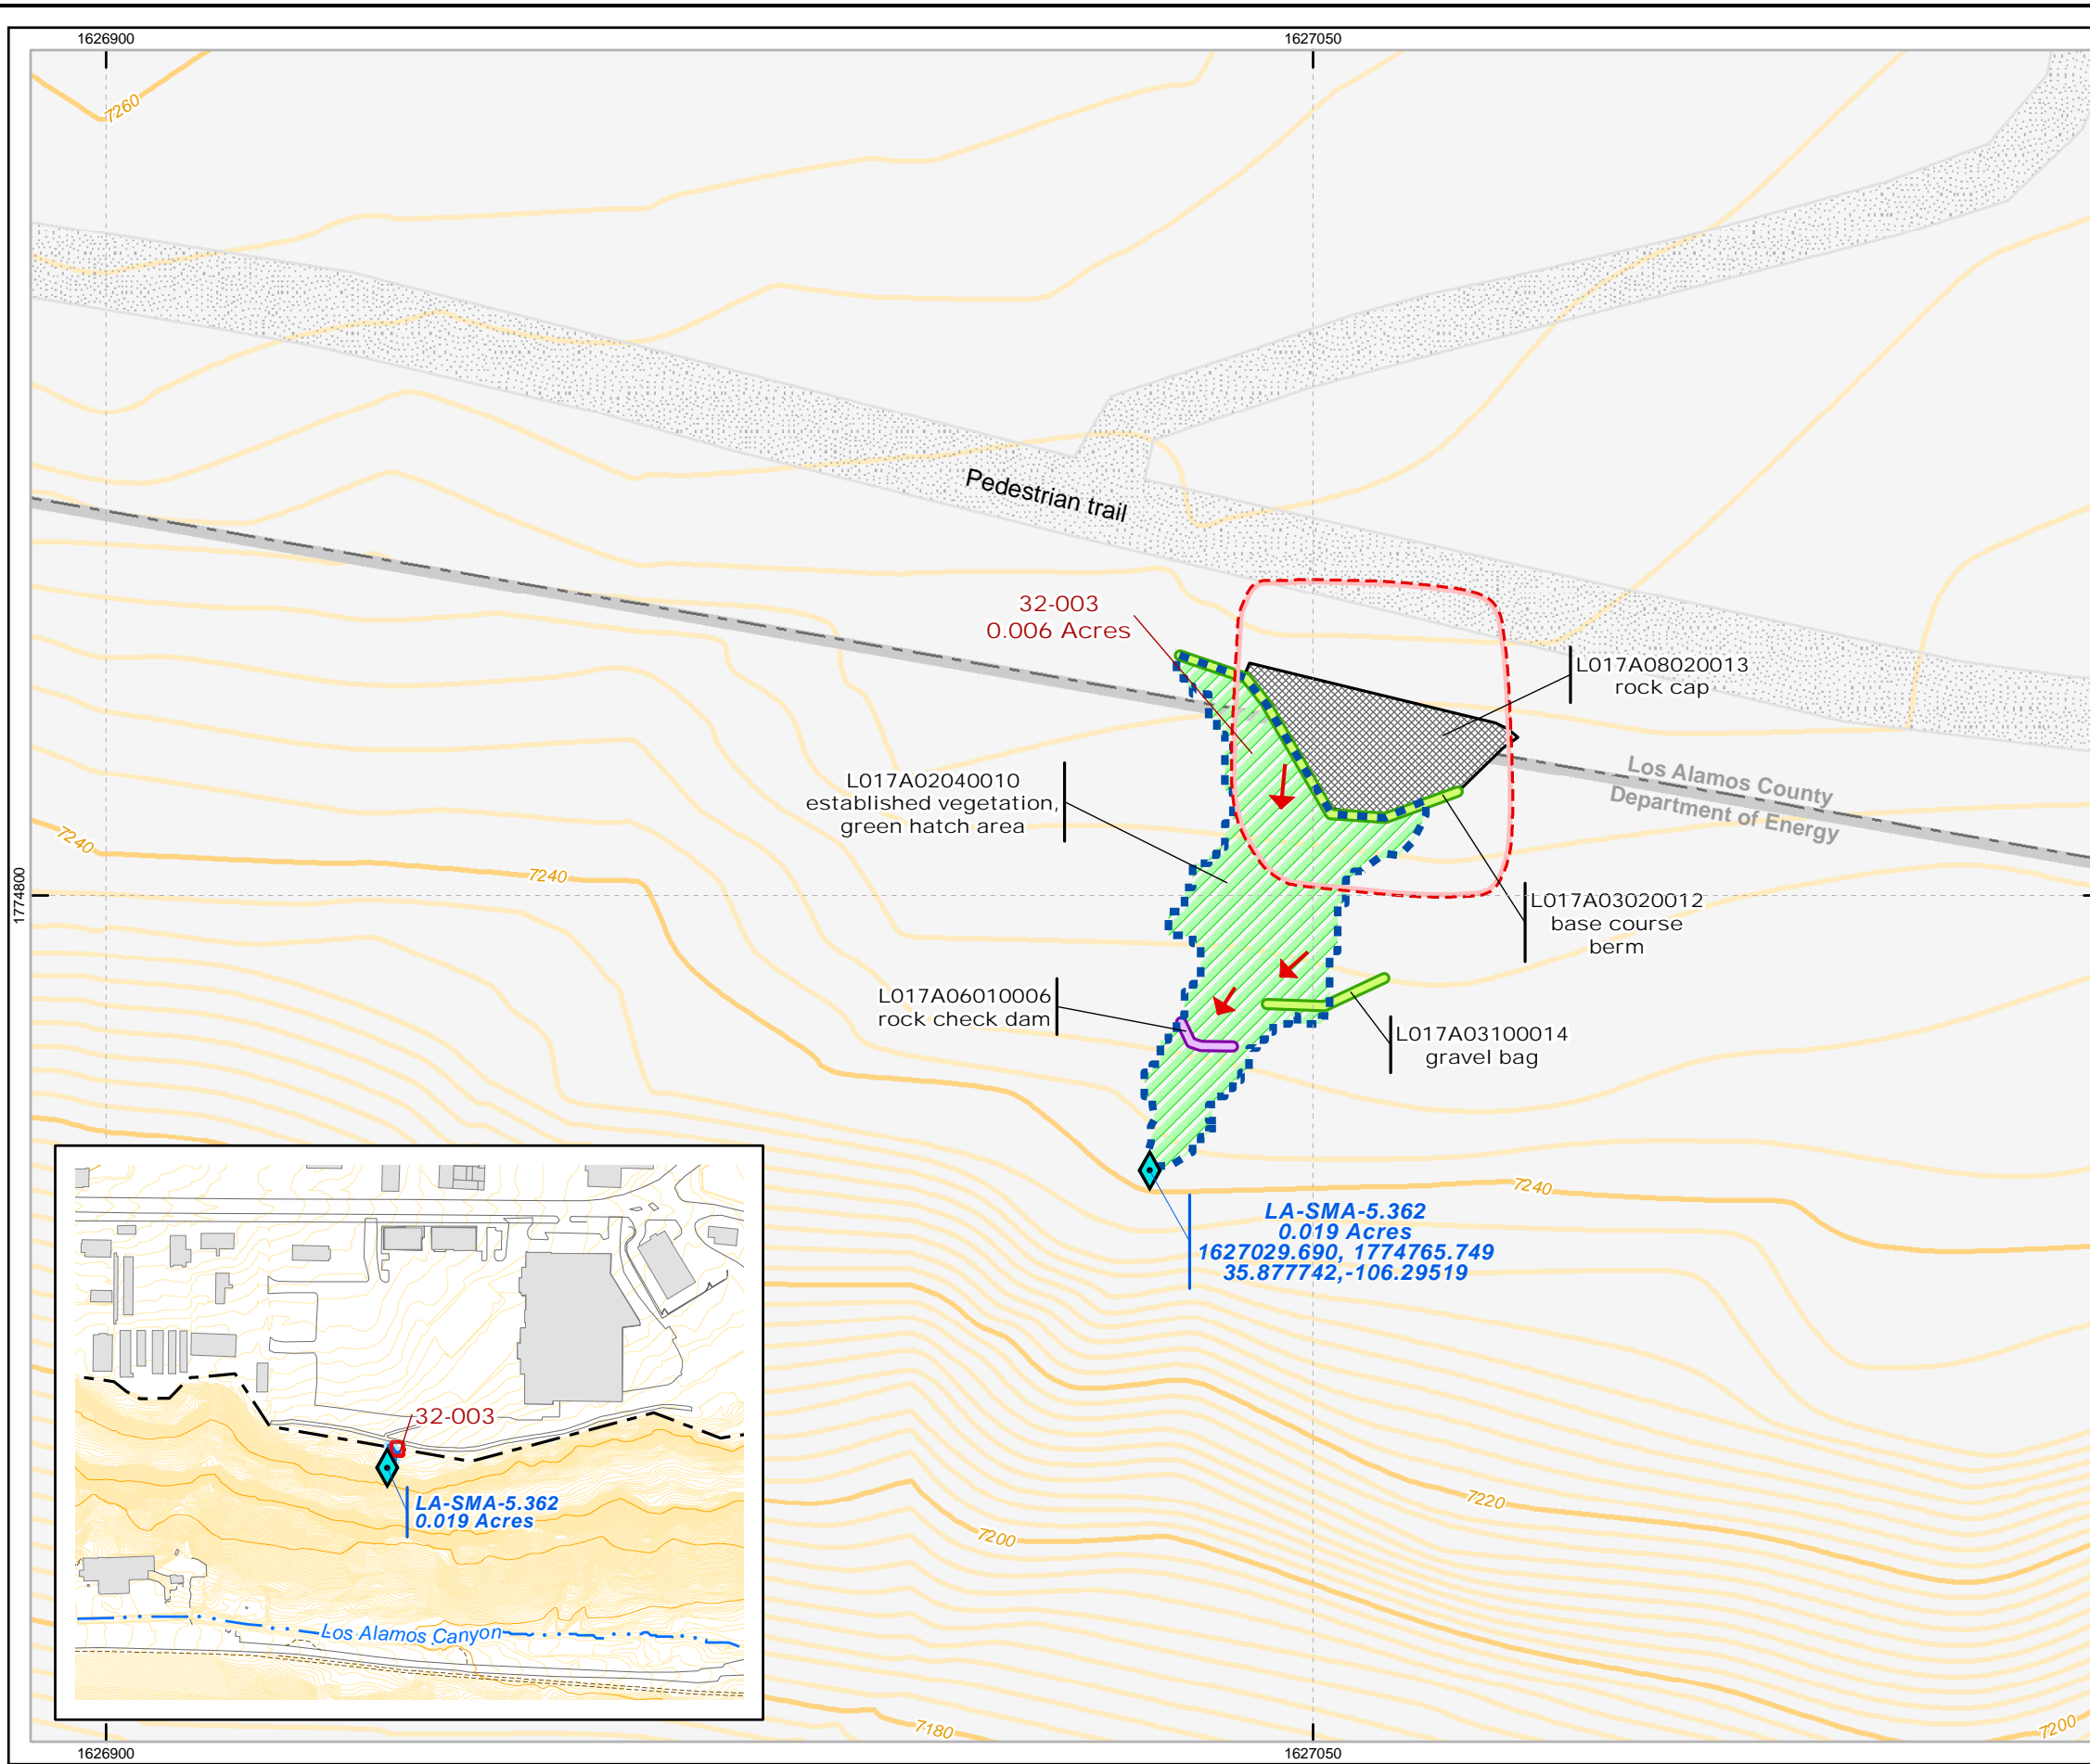 1626900
1627050
7260
Pedestrian trail
32-003
0.006 Acres
L017A08020013
rock cap
Los Alamos County
Department of Energy
L017A02040010
established vegetation,
green hatch area
7240
7240
1774800
L017A03020012
base course
berm
L017A06010006
rock check dam
L017A03100014
gravel bag
7240
LA-SMA-5.362
0.019 Acres
1627029.690, 1774765.749
35.877742,-106.29519
32-003
LA-SMA-5.362
0.019 Acres
Los Alamos Canyon
7220
7200
7180
7200
1626900
1627050